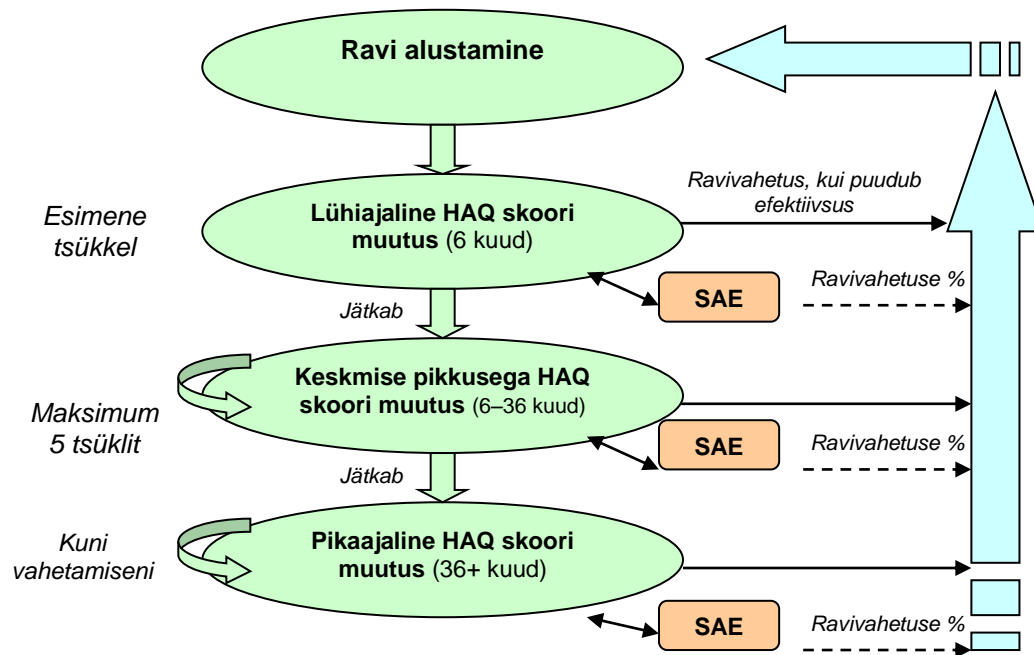 Ravi alustamine
Ravivahetus, kui puudub
efektiivsus
Esimene
tsükkel
Lühiajaline HAQ skoori
muutus (6 kuud)
SAE
Ravivahetuse %
Jätkab
Keskmise pikkusega HAQ
skoori muutus (6–36 kuud)
Maksimum
5 tsüklit
SAE
Ravivahetuse %
Jätkab
Kuni
vahetamiseni
Pikaajaline HAQ skoori
muutus (36+ kuud)
SAE
Ravivahetuse %